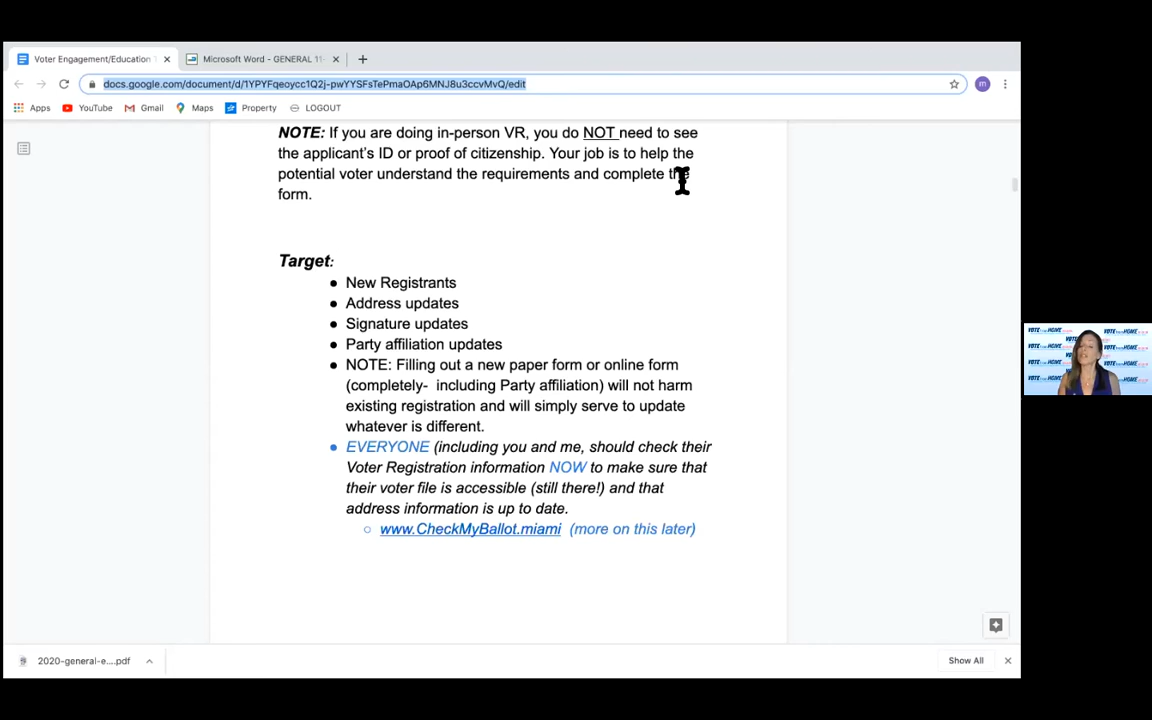 Voter Engagement/Education
Microsoft Word - GENERAL 11-
docs.google.com/document/d/1YPYFqeoycc1Q2j-pwYYSFsTePmaOAp6MNJ8u3ccvMvQ/edit
m
Apps YouTube Gmail Maps Property LOGOUT
NOTE: If you are doing in-person VR, you do NOT need to see
the applicant's ID or proof of citizenship. Your job is to help the
potential voter understand the requirements and complete the
form.
Target:
● New Registrants
● Address updates
● Signature updates
● Party affiliation updates
● NOTE: Filling out a new paper form or online form
(completely- including Party affiliation) will not harm
existing registration and will simply serve to update
whatever is different.
● EVERYONE (including you and me, should check their
Voter Registration information NOW to make sure that
their voter file is accessible (still there!) and that
address information is up to date.
○ www.CheckMyBallot.miami (more on this later)
2020-general-e....pdf
Show All